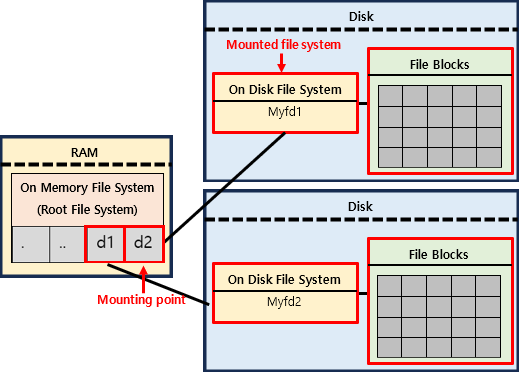 Disk
Mounted file system
On Disk File System
Myfd1
File Blocks
RAM
On Memory File System
(Root File System)
. .. d1 d2
Mounting point
Disk
On Disk File System
Myfd2
File Blocks